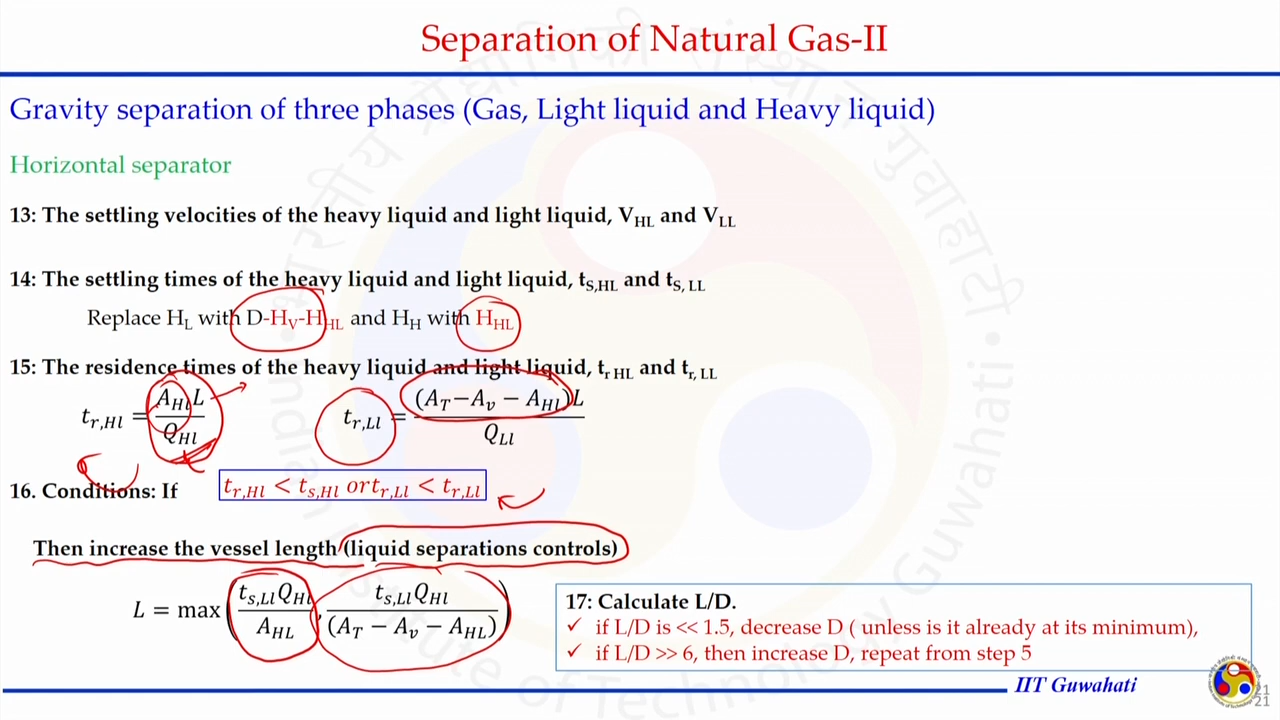 Separation of Natural Gas-II
Gravity separation of three phases (Gas, Light liquid and Heavy liquid)
Horizontal separator
13: The settling velocities of the heavy liquid and light liquid, V_HL and V_LL
14: The settling times of the heavy liquid and light liquid, t_S,HL and t_S, LL
Replace H_L with D-H_V-H_HL and H_H with H_HL
15: The residence times of the heavy liquid and light liquid, t_r HL and t_r, LL
t_r,Hl = A_Hl L / Q_Hl    t_r,Ll = (A_T−A_v − A_Hl)L / Q_Ll
16. Conditions: If t_r,Hl < t_s,Hl or t_r,Ll < t_r,Ll
Then increase the vessel length (liquid separations controls)
L = max (t_s,Ll Q_Hl / A_HL , t_s,Ll Q_Hl / (A_T − A_v − A_HL))
17: Calculate L/D.
✓ if L/D is << 1.5, decrease D ( unless is it already at its minimum),
✓ if L/D >> 6, then increase D, repeat from step 5
IIT Guwahati
21
21